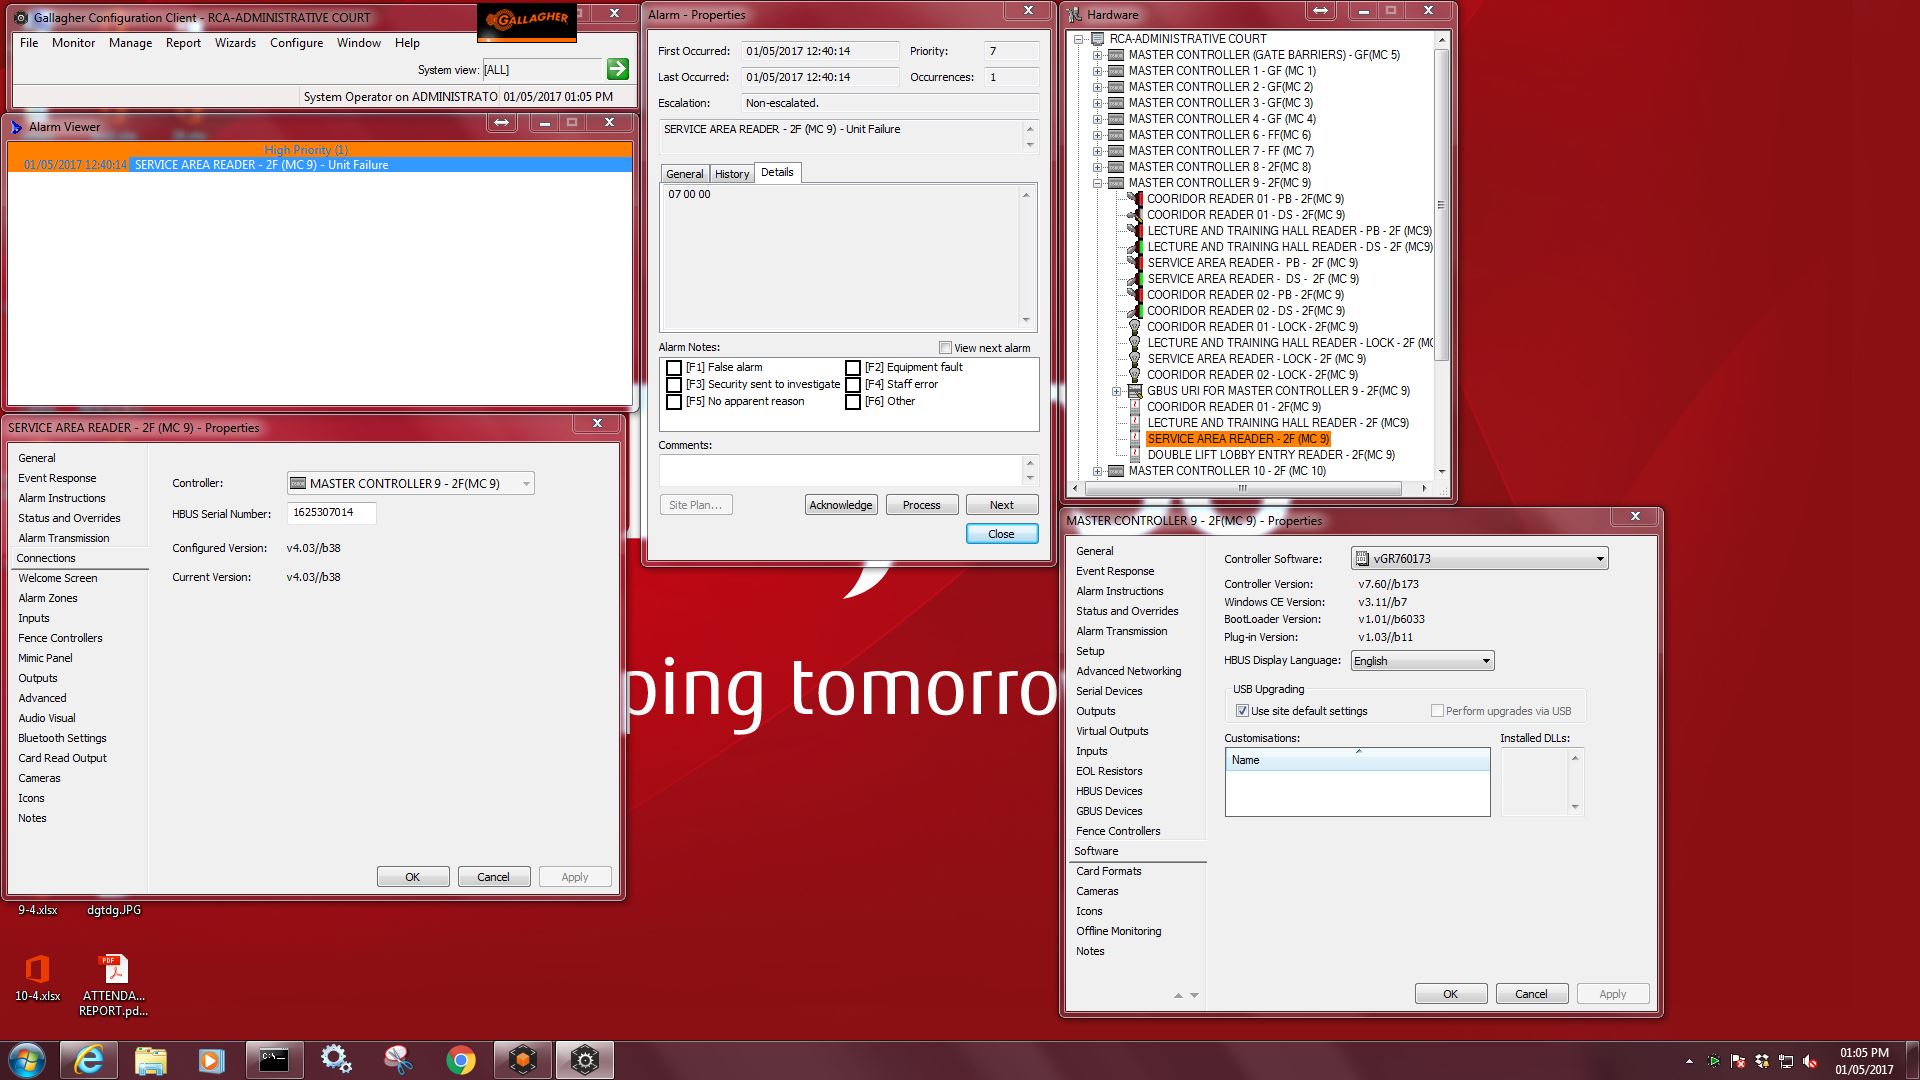 Gallagher Configuration Client - RCA-ADMINISTRATIVE COURT
GALLAGHER
File Monitor Manage Report Wizards Configure Window Help
System view: [ALL]
System Operator on ADMINISTRATO 01/05/2017 01:05 PM
Alarm Viewer
High Priority (1)
01/05/2017 12:40:14 SERVICE AREA READER - 2F (MC 9) - Unit Failure
SERVICE AREA READER - 2F (MC 9) - Properties
General
Event Response
Alarm Instructions
Status and Overrides
Alarm Transmission
Connections
Welcome Screen
Alarm Zones
Inputs
Fence Controllers
Mimic Panel
Outputs
Advanced
Audio Visual
Bluetooth Settings
Card Read Output
Cameras
Icons
Notes
Controller: MASTER CONTROLLER 9 - 2F(MC 9)
HBUS Serial Number: 1625307014
Configured Version: v4.03//b38
Current Version: v4.03//b38
OK Cancel Apply
Alarm - Properties
First Occurred: 01/05/2017 12:40:14 Priority: 7
Last Occurred: 01/05/2017 12:40:14 Occurrences: 1
Escalation: Non-escalated.
SERVICE AREA READER - 2F (MC 9) - Unit Failure
General History Details
07 00 00
Alarm Notes: View next alarm
[F1] False alarm [F2] Equipment fault
[F3] Security sent to investigate [F4] Staff error
[F5] No apparent reason [F6] Other
Comments:
Site Plan... Acknowledge Process Next
Close
Hardware
RCA-ADMINISTRATIVE COURT
MASTER CONTROLLER (GATE BARRIERS) - GF(MC 5)
MASTER CONTROLLER 1 - GF (MC 1)
MASTER CONTROLLER 2 - GF(MC 2)
MASTER CONTROLLER 3 - GF(MC 3)
MASTER CONTROLLER 4 - GF(MC 4)
MASTER CONTROLLER 6 - FF(MC 6)
MASTER CONTROLLER 7 - FF (MC 7)
MASTER CONTROLLER 8 - 2F(MC 8)
MASTER CONTROLLER 9 - 2F(MC 9)
COORIDOR READER 01 - PB - 2F(MC 9)
COORIDOR READER 01 - DS - 2F(MC 9)
LECTURE AND TRAINING HALL READER - PB - 2F (MC9)
LECTURE AND TRAINING HALL READER - DS - 2F (MC9)
SERVICE AREA READER - PB - 2F (MC 9)
SERVICE AREA READER - DS - 2F (MC 9)
COORIDOR READER 02 - PB - 2F(MC 9)
COORIDOR READER 02 - DS - 2F(MC 9)
COORIDOR READER 01 - LOCK - 2F(MC 9)
LECTURE AND TRAINING HALL READER - LOCK - 2F (MC
SERVICE AREA READER - LOCK - 2F (MC 9)
COORIDOR READER 02 - LOCK - 2F(MC 9)
GBUS URI FOR MASTER CONTROLLER 9 - 2F(MC 9)
COORIDOR READER 01 - 2F(MC 9)
LECTURE AND TRAINING HALL READER - 2F (MC9)
SERVICE AREA READER - 2F (MC 9)
DOUBLE LIFT LOBBY ENTRY READER - 2F(MC 9)
MASTER CONTROLLER 10 - 2F (MC 10)
MASTER CONTROLLER 9 - 2F(MC 9) - Properties
General
Event Response
Alarm Instructions
Status and Overrides
Alarm Transmission
Setup
Advanced Networking
Serial Devices
Outputs
Virtual Outputs
Inputs
EOL Resistors
HBUS Devices
GBUS Devices
Fence Controllers
Software
Card Formats
Cameras
Icons
Offline Monitoring
Notes
Controller Software: vGR760173
Controller Version: v7.60//b173
Windows CE Version: v3.11//b7
BootLoader Version: v1.01//b6033
Plug-in Version: v1.03//b11
HBUS Display Language: English
USB Upgrading
Use site default settings Perform upgrades via USB
Customisations: Installed DLLs:
Name
OK Cancel Apply
ping tomorro
9-4.xlsx dgtdg.JPG
10-4.xlsx
ATTENDA...
REPORT.pd...
01:05 PM
01/05/2017